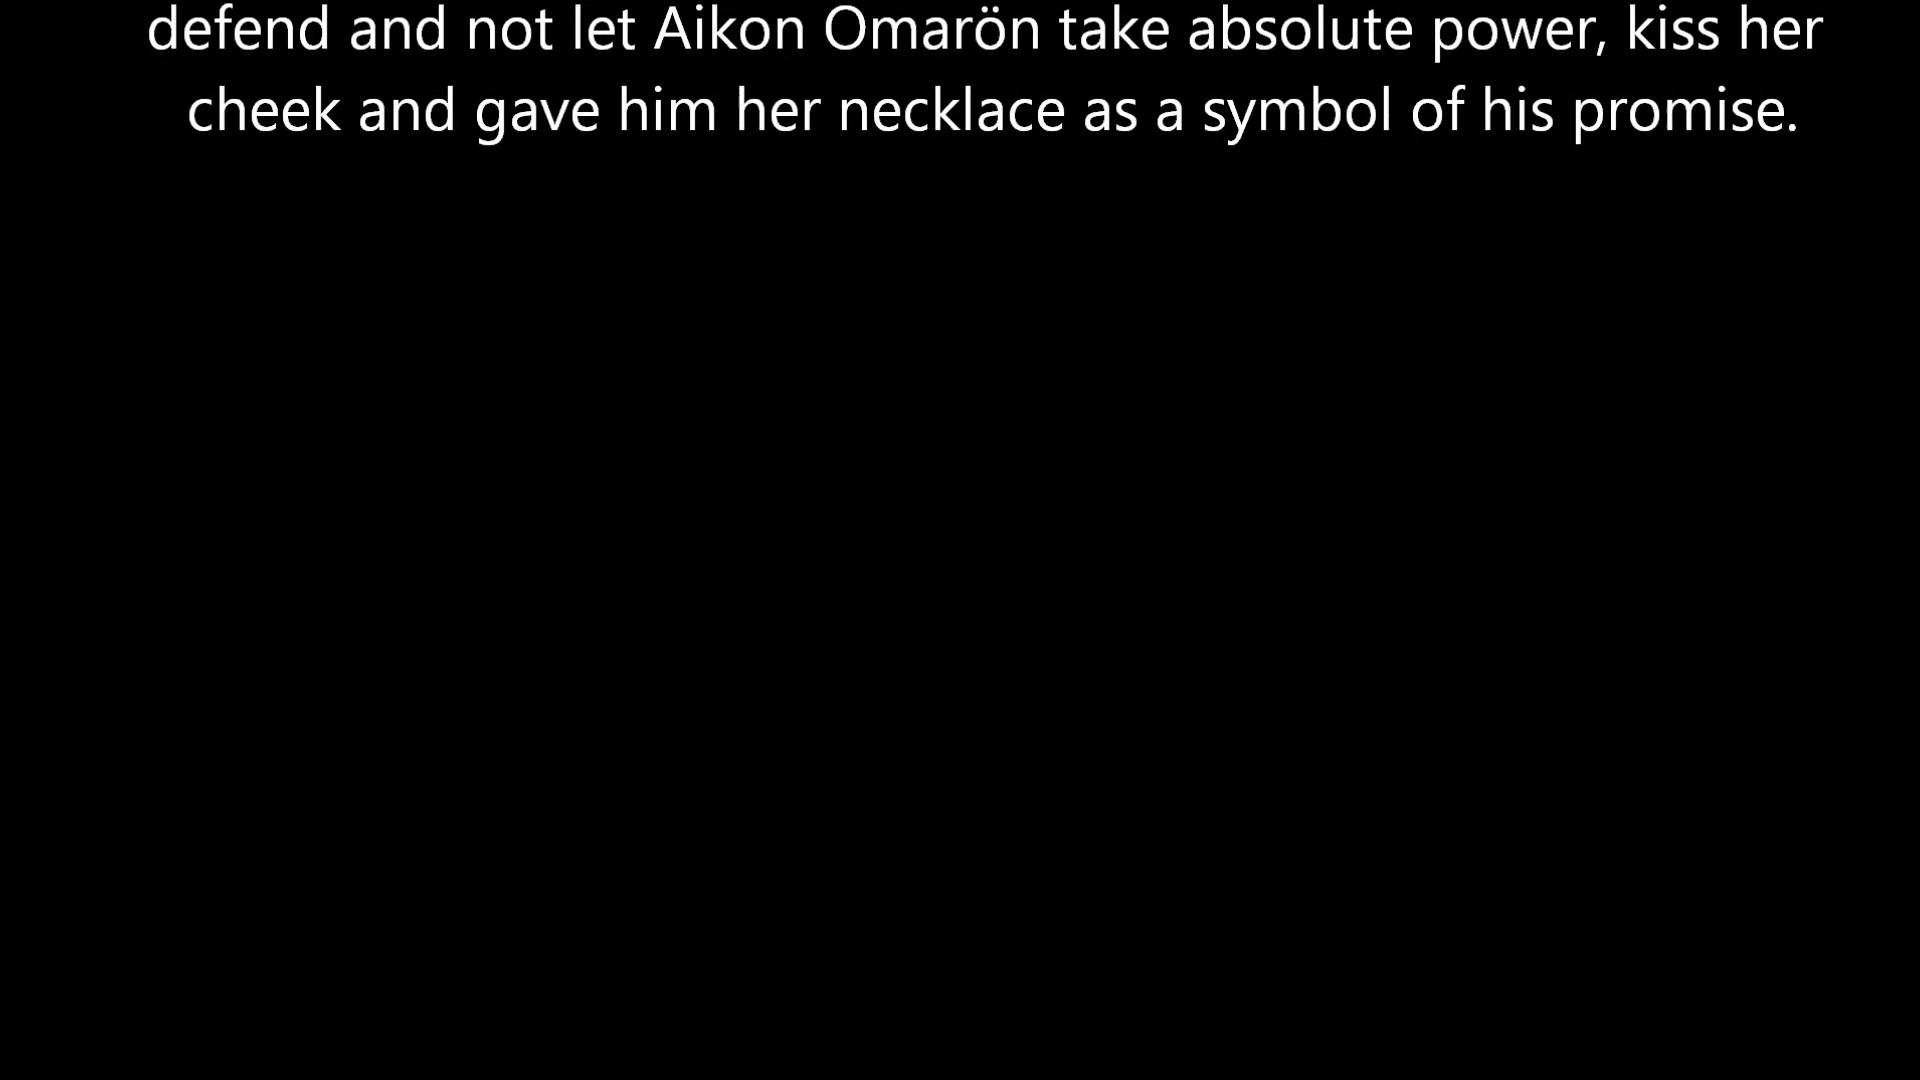 defend and not let Aikon Omarön take absolute power, kiss her
cheek and gave him her necklace as a symbol of his promise.